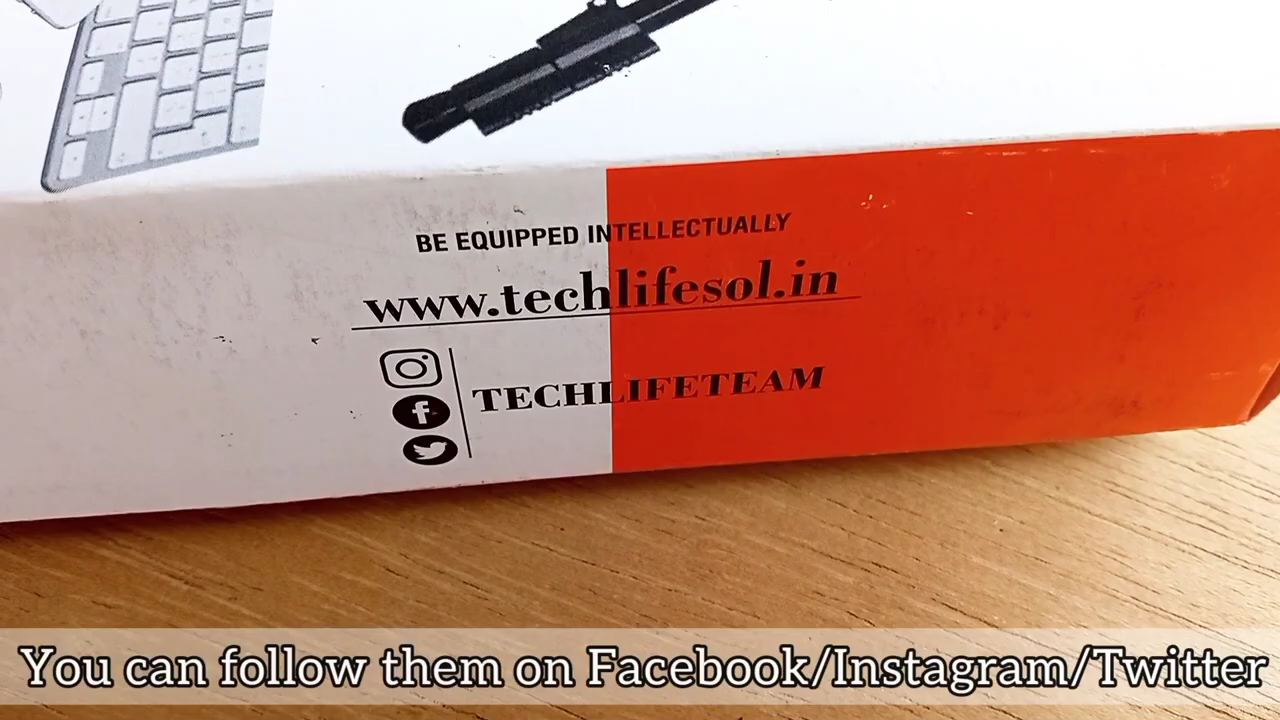 BE EQUIPPED INTELLECTUALLY
www.techlifesol.in
TECHLIFETEAM
You can follow them on Facebook/Instagram/Twitter